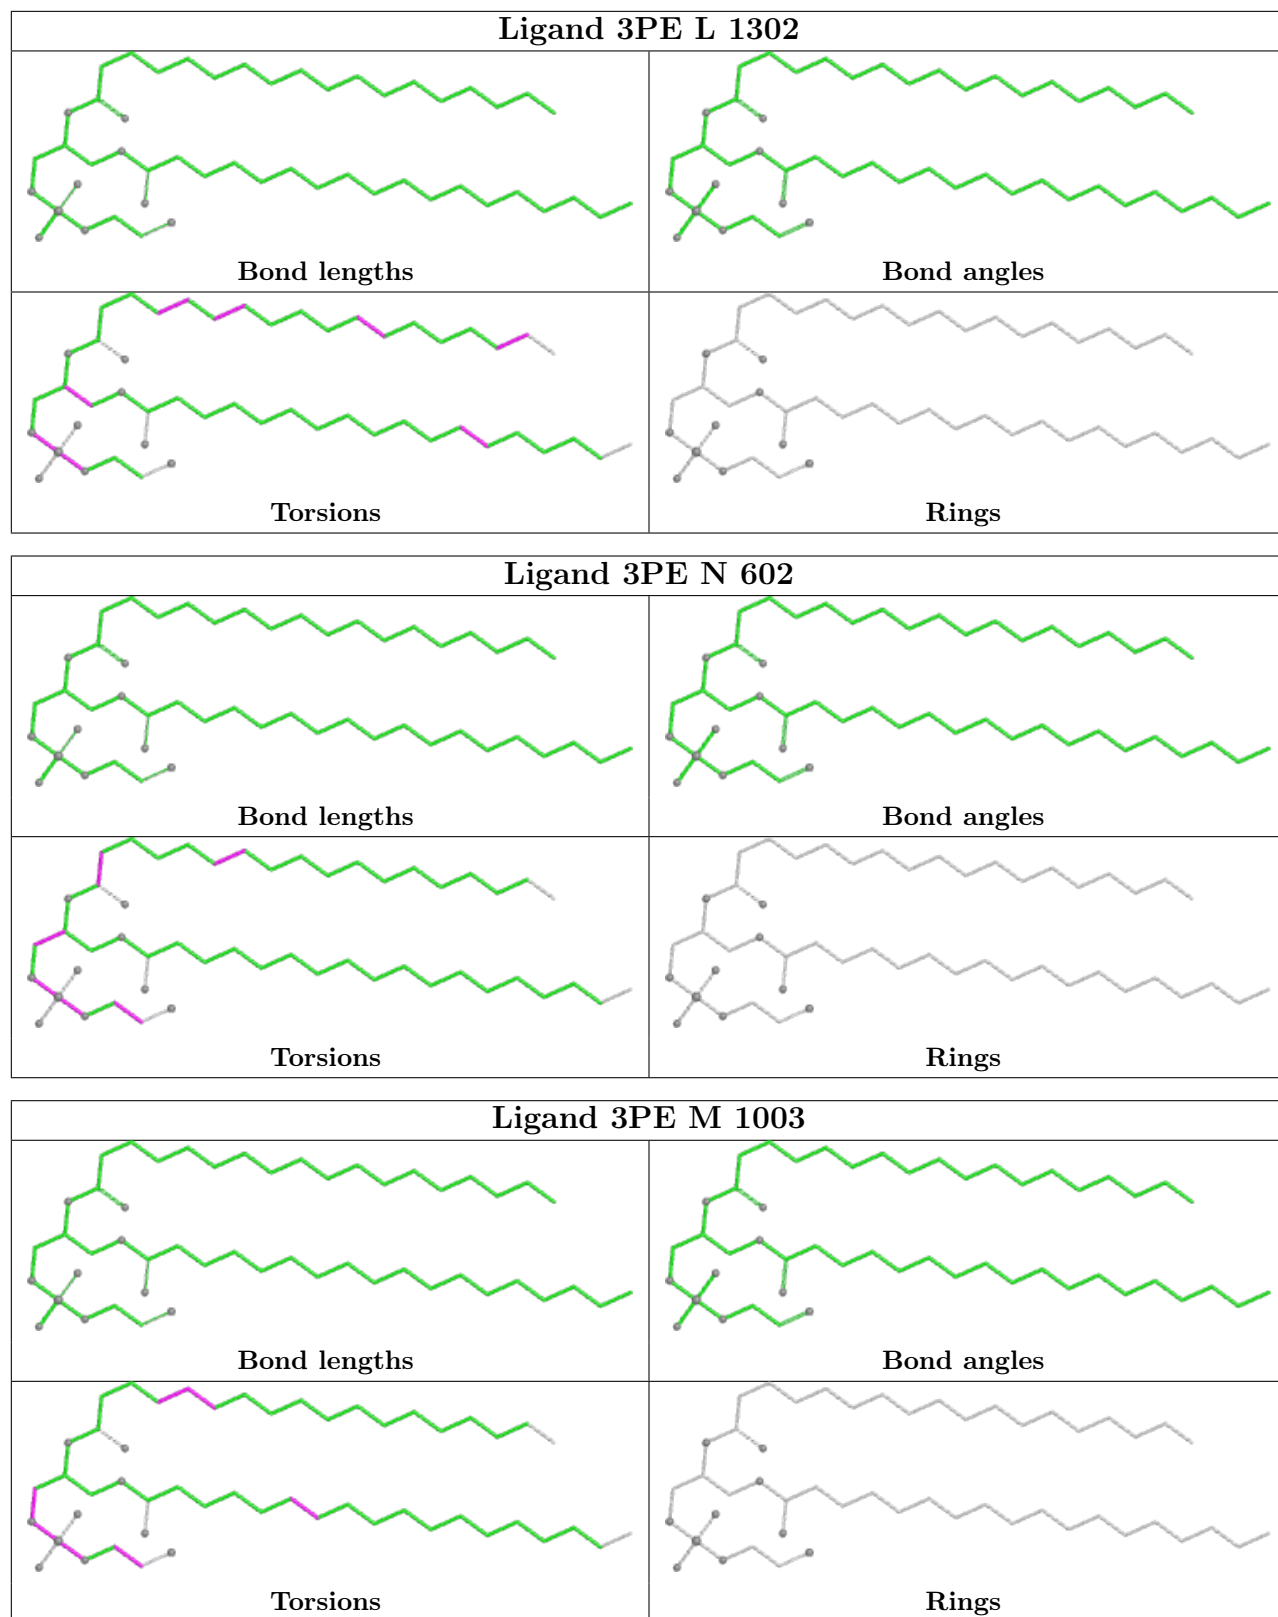 Ligand 3PE L 1302
Bond lengths
Bond angles
Torsions
Rings
Ligand 3PE N 602
Bond lengths
Bond angles
Torsions
Rings
Ligand 3PE M 1003
Bond lengths
Bond angles
Torsions
Rings